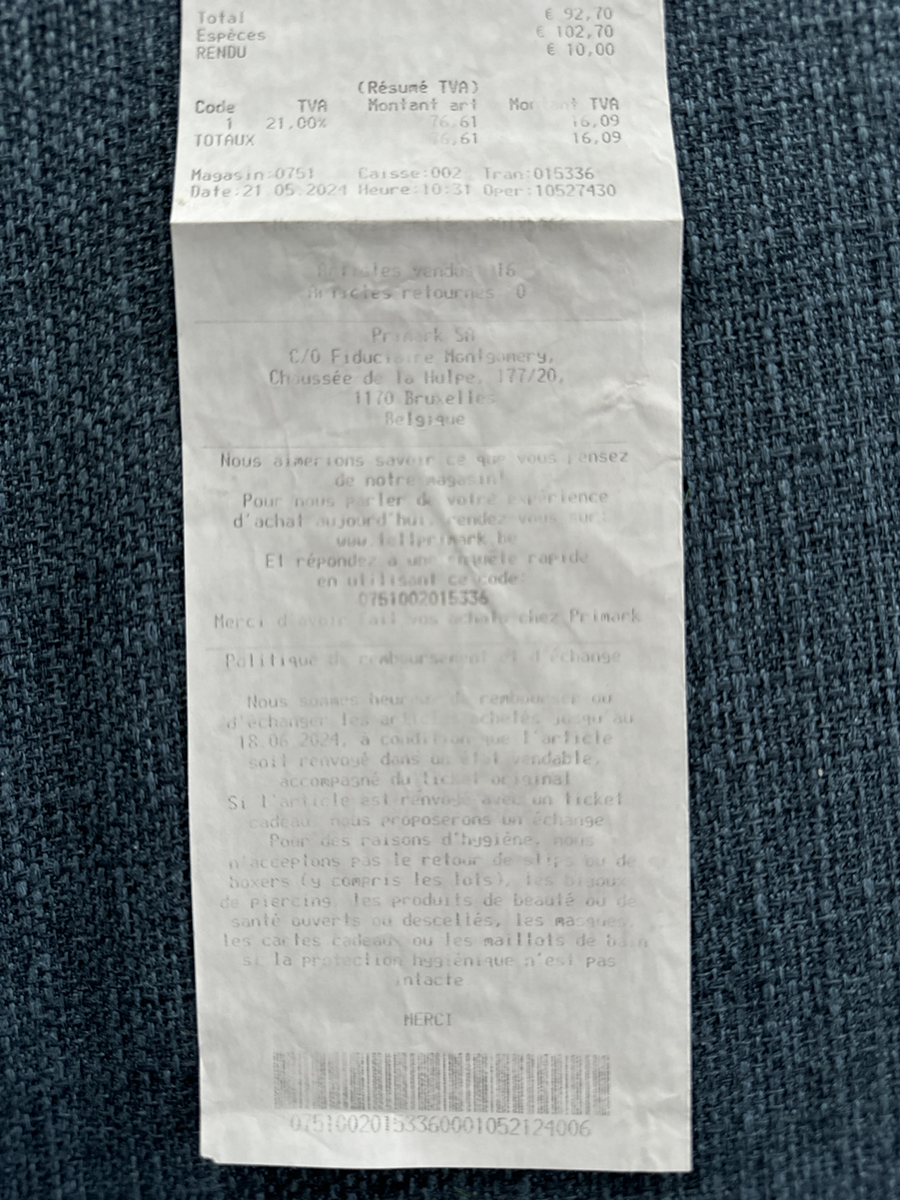 Total € 92,70
Espèces € 102,70
RENDU € 10,00
(Résumé TVA)
Code TVA Montant art TVA
1 21,00% 76,61 16,09
TOTAUX 76,61 16,09
Magasin:0751 Caisse:002 Tran:015336
Date:21 05 2024 Heure:10:31 Oper:10527430
Articles vendus 16
Articles retournes 0
Primark SA
C/O Fiduciaire Montgomery,
Chaussée de la Hulpe, 177/20,
1170 Bruxelles
Belgique
Nous aimerions savoir ce que vous pensez
de notre magasin!
Pour nous parler de votre expérience
d'achat aujourd'hui, rendez-vous sur:
www.tellprimark.be
Et répondez à une enquête rapide
en utilisant ce code:
0751002015336
Merci d'avoir fait vos achats chez Primark
Politique de remboursement et d'échange
Nous sommes heureux de rembourser ou
d'échanger les articles achetés jusqu'au
18.06.2024, à condition que l'article
soit renvoyé dans un état vendable,
accompagné du ticket original
Si l'article est renvoyé avec un ticket
cadeau, nous proposerons un échange
Pour des raisons d'hygiène, nous
n'acceptons pas le retour de slips ou de
boxers (y compris les lots), les bijoux
de piercing, les produits de beauté ou de
santé ouverts ou descellés, les masques,
les cartes cadeaux ou les maillots de bain
si la protection hygiénique n'est pas
intacte
MERCI
07510020153360001052124006